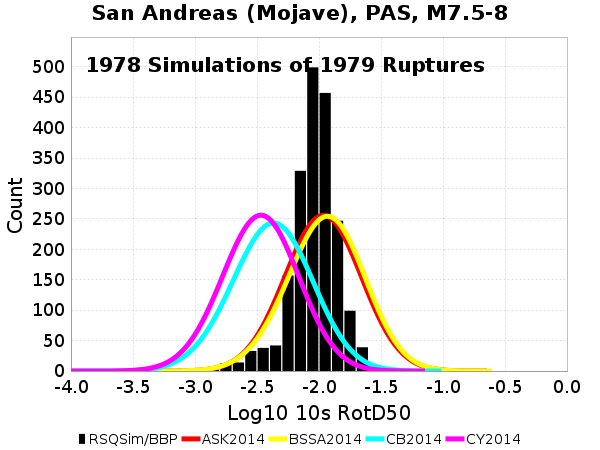 San Andreas (Mojave), PAS, M7.5-8
1978 Simulations of 1979 Ruptures
Count
500
450
400
350
300
250
200
150
100
50
0
-4.0 -3.5 -3.0 -2.5 -2.0 -1.5 -1.0 -0.5 0.0
Log10 10s RotD50
RSQSim/BBP ASK2014 BSSA2014 CB2014 CY2014